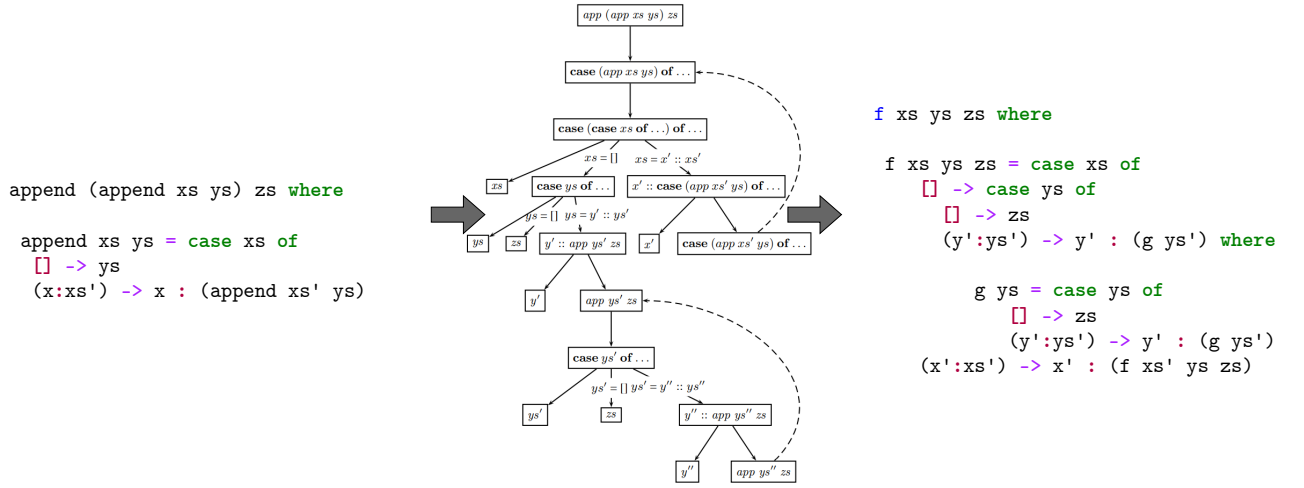 append (append xs ys) zs where
append xs ys = case xs of
[] -> ys
(x:xs') -> x : (append xs' ys)
app (app xs ys) zs
case (app xs ys) of ...
case (case xs of ...) of ...
xs = [] xs = x' :: xs'
xs
case ys of ...
x' :: case (app xs' ys) of ...
ys = [] ys = y' :: ys'
ys
zs
y' :: app ys' zs
x'
case (app xs' ys) of ...
y'
app ys' zs
case ys' of ...
ys' = [] ys' = y'' :: ys''
ys'
zs
y'' :: app ys'' zs
y''
app ys'' zs
f xs ys zs where
f xs ys zs = case xs of
[] -> case ys of
[] -> zs
(y':ys') -> y' : (g ys') where
g ys = case ys of
[] -> zs
(y':ys') -> y' : (g ys')
(x':xs') -> x' : (f xs' ys zs)